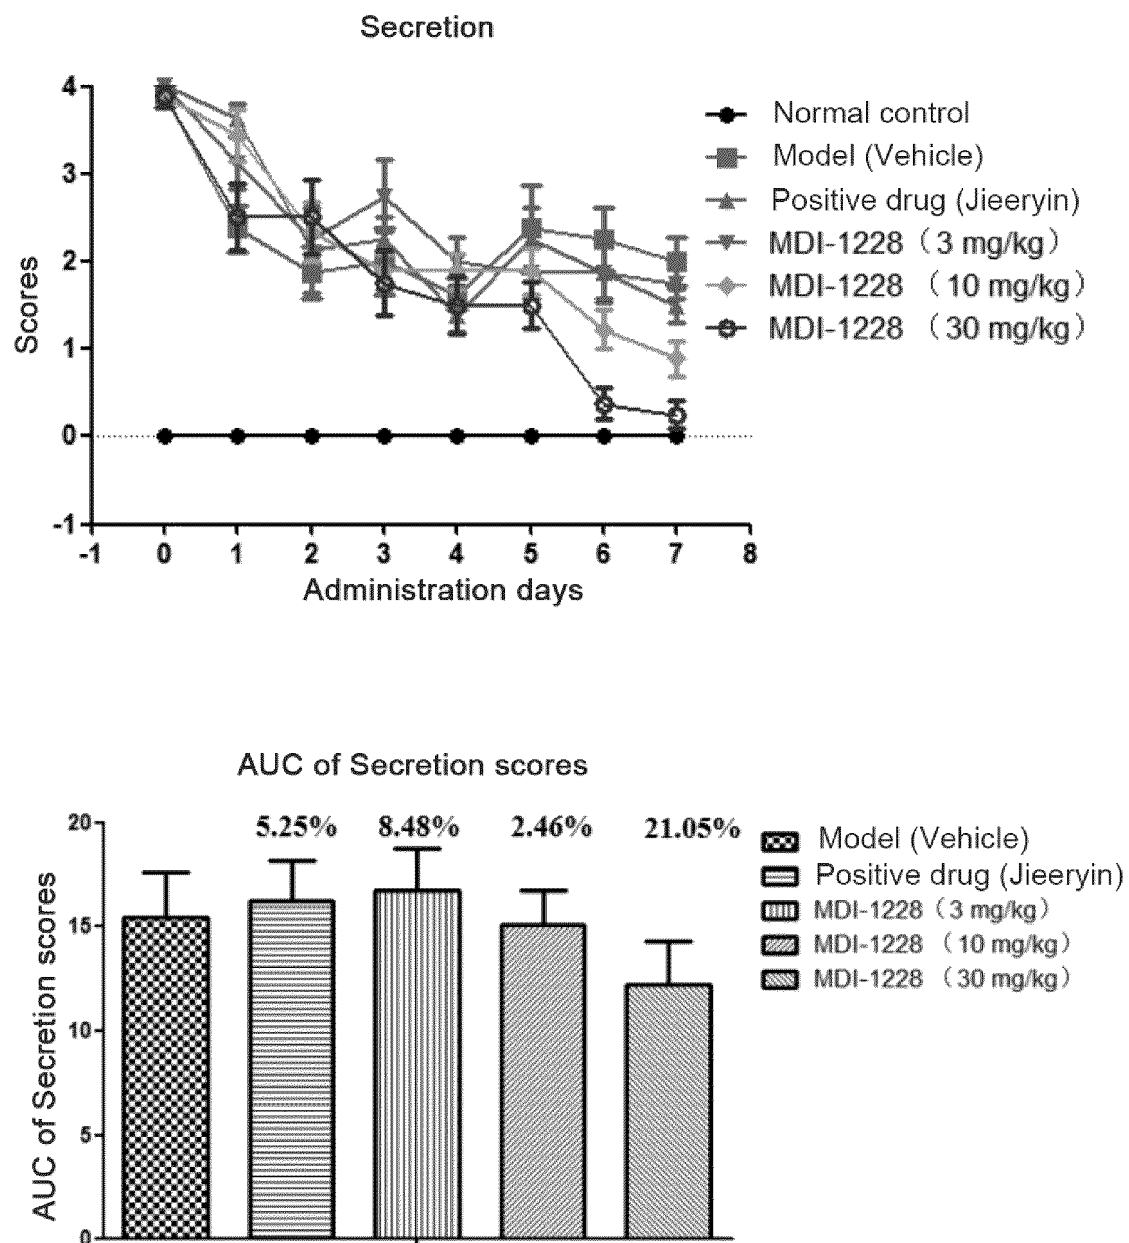 Secretion
4
3
2
1
0
-1
Scores
-1 0 1 2 3 4 5 6 7 8
Administration days
Normal control
Model (Vehicle)
Positive drug (Jieeryin)
MDI-1228 （3 mg/kg）
MDI-1228 （10 mg/kg）
MDI-1228 （30 mg/kg）
AUC of Secretion scores
20
15
10
5
0
AUC of Secretion scores
5.25% 8.48% 2.46% 21.05%
Model (Vehicle)
Positive drug (Jieeryin)
MDI-1228（3 mg/kg）
MDI-1228 （10 mg/kg）
MDI-1228 （30 mg/kg）